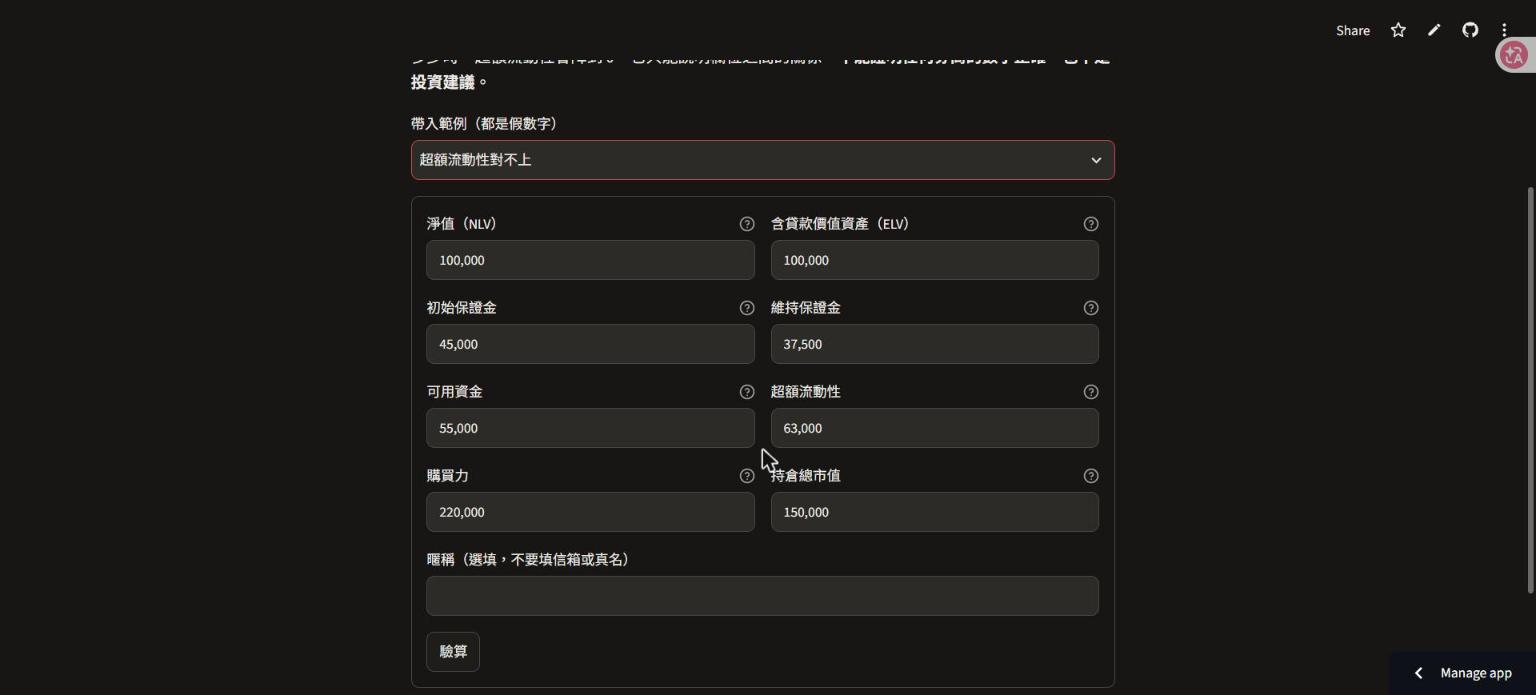 Share
投資建議。
帶入範例（都是假數字）
超額流動性對不上
淨值（NLV）
含貸款價值資產（ELV）
100,000
100,000
初始保證金
維持保證金
45,000
37,500
可用資金
超額流動性
55,000
63,000
購買力
持倉總市值
220,000
150,000
暱稱（選填，不要填信箱或真名）
驗算
Manage app